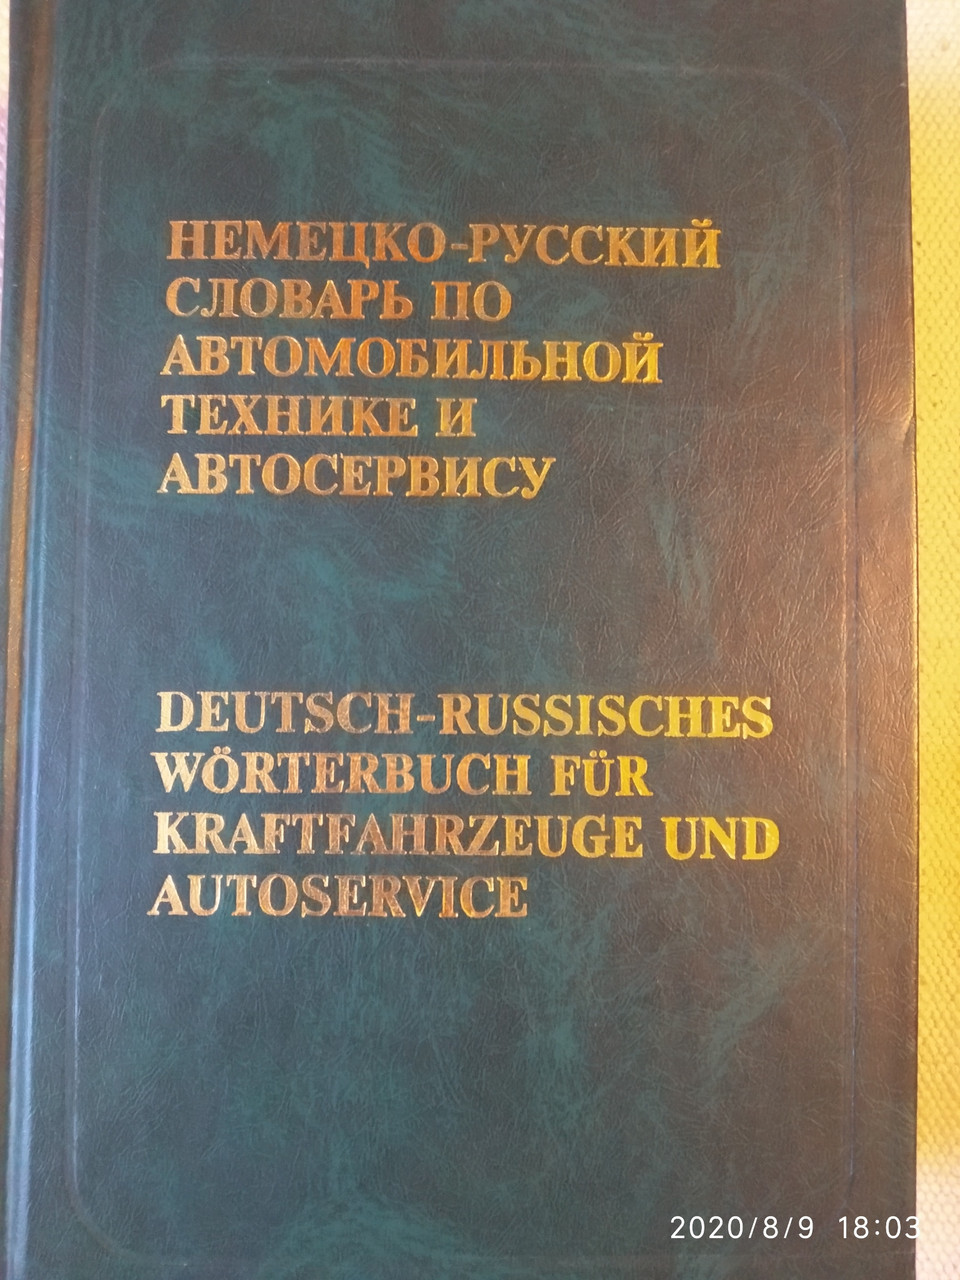 НЕМЕЦКО-РУССКИЙ
СЛОВАРЬ ПО
АВТОМОБИЛЬНОЙ
ТЕХНИКЕ И
АВТОСЕРВИСУ
DEUTSCH-RUSSISCHES
WÖRTERBUCH FÜR
KRAFTFAHRZEUGE UND
AUTOSERVICE
2020/8/9 18:03